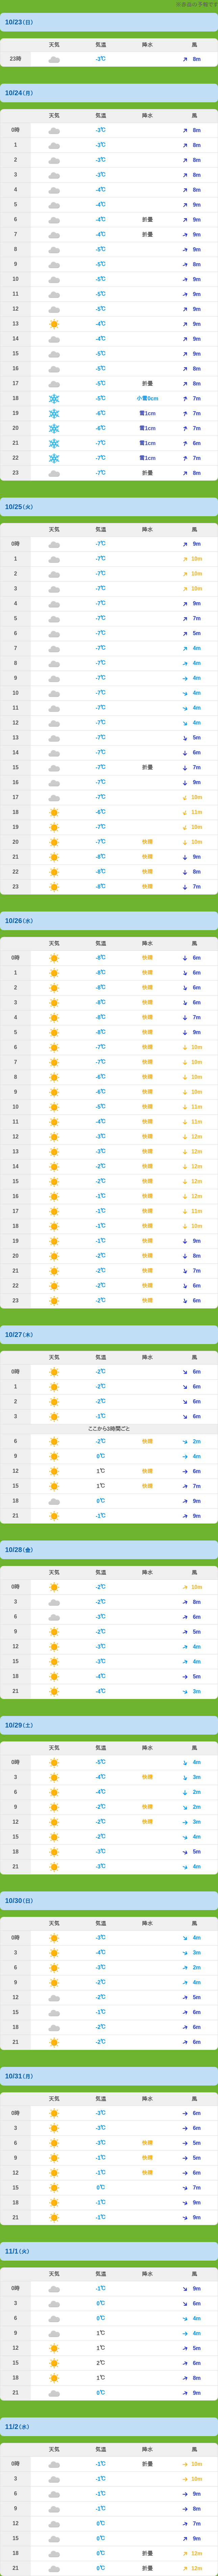 10/23(日)
天気 気温 降水 風
23時 -3℃ 8m
10/24(月)
天気 気温 降水 風
0時 -3℃ 8m
1 -3℃ 8m
2 -3℃ 8m
3 -3℃ 8m
4 -4℃ 8m
5 -4℃ 9m
6 -4℃ 折畳 9m
7 -4℃ 折畳 9m
8 -5℃ 9m
9 -5℃ 8m
10 -5℃ 9m
11 -5℃ 9m
12 -5℃ 9m
13 -4℃ 9m
14 -4℃ 9m
15 -5℃ 9m
16 -5℃ 8m
17 -5℃ 折畳 8m
18 -5℃ 小雪0cm 7m
19 -6℃ 雪1cm 7m
20 -6℃ 雪1cm 7m
21 -7℃ 雪1cm 6m
22 -7℃ 雪1cm 7m
23 -7℃ 折畳 8m
10/25(火)
天気 気温 降水 風
0時 -7℃ 9m
1 -7℃ 10m
2 -7℃ 10m
3 -7℃ 10m
4 -7℃ 9m
5 -7℃ 7m
6 -7℃ 5m
7 -7℃ 4m
8 -7℃ 4m
9 -7℃ 4m
10 -7℃ 4m
11 -7℃ 4m
12 -7℃ 4m
13 -7℃ 5m
14 -7℃ 6m
15 -7℃ 折畳 7m
16 -7℃ 9m
17 -7℃ 10m
18 -6℃ 11m
19 -7℃ 10m
20 -7℃ 快晴 10m
21 -8℃ 快晴 9m
22 -8℃ 快晴 8m
23 -8℃ 快晴 7m
10/26(水)
天気 気温 降水 風
0時 -8℃ 快晴 6m
1 -8℃ 快晴 6m
2 -8℃ 快晴 6m
3 -8℃ 快晴 6m
4 -8℃ 快晴 7m
5 -8℃ 快晴 9m
6 -7℃ 快晴 10m
7 -7℃ 快晴 10m
8 -6℃ 快晴 10m
9 -6℃ 快晴 10m
10 -5℃ 快晴 11m
11 -4℃ 快晴 11m
12 -3℃ 快晴 12m
13 -3℃ 快晴 12m
14 -2℃ 快晴 12m
15 -2℃ 快晴 12m
16 -1℃ 快晴 12m
17 -1℃ 快晴 11m
18 -1℃ 快晴 10m
19 -1℃ 快晴 9m
20 -2℃ 快晴 8m
21 -2℃ 快晴 7m
22 -2℃ 快晴 6m
23 -2℃ 快晴 6m
10/27(木)
天気 気温 降水 風
0時 -2℃ 6m
1 -2℃ 6m
2 -2℃ 6m
3 -1℃ 6m
ここから3時間ごと
6 -2℃ 快晴 2m
9 0℃ 4m
12 1℃ 快晴 6m
15 1℃ 快晴 7m
18 0℃ 9m
21 -1℃ 9m
10/28(金)
天気 気温 降水 風
0時 -2℃ 10m
3 -2℃ 8m
6 -3℃ 6m
9 -2℃ 5m
12 -3℃ 4m
15 -3℃ 4m
18 -4℃ 5m
21 -4℃ 3m
10/29(土)
天気 気温 降水 風
0時 -5℃ 4m
3 -4℃ 快晴 3m
6 -4℃ 2m
9 -2℃ 快晴 2m
12 -2℃ 快晴 3m
15 -2℃ 4m
18 -3℃ 5m
21 -3℃ 4m
10/30(日)
天気 気温 降水 風
0時 -3℃ 4m
3 -4℃ 3m
6 -3℃ 2m
9 -2℃ 4m
12 -2℃ 5m
15 -1℃ 6m
18 -2℃ 6m
21 -2℃ 6m
10/31(月)
天気 気温 降水 風
0時 -3℃ 6m
3 -3℃ 6m
6 -3℃ 快晴 5m
9 -1℃ 快晴 5m
12 -1℃ 快晴 6m
15 0℃ 7m
18 -1℃ 9m
21 -1℃ 9m
11/1(火)
天気 気温 降水 風
0時 -1℃ 9m
3 0℃ 6m
6 0℃ 4m
9 1℃ 4m
12 1℃ 5m
15 2℃ 6m
18 1℃ 8m
21 0℃ 9m
11/2(水)
天気 気温 降水 風
0時 -1℃ 折畳 10m
3 -1℃ 10m
6 -1℃ 9m
9 -1℃ 8m
12 0℃ 7m
15 0℃ 9m
18 0℃ 折畳 12m
21 0℃ 折畳 12m